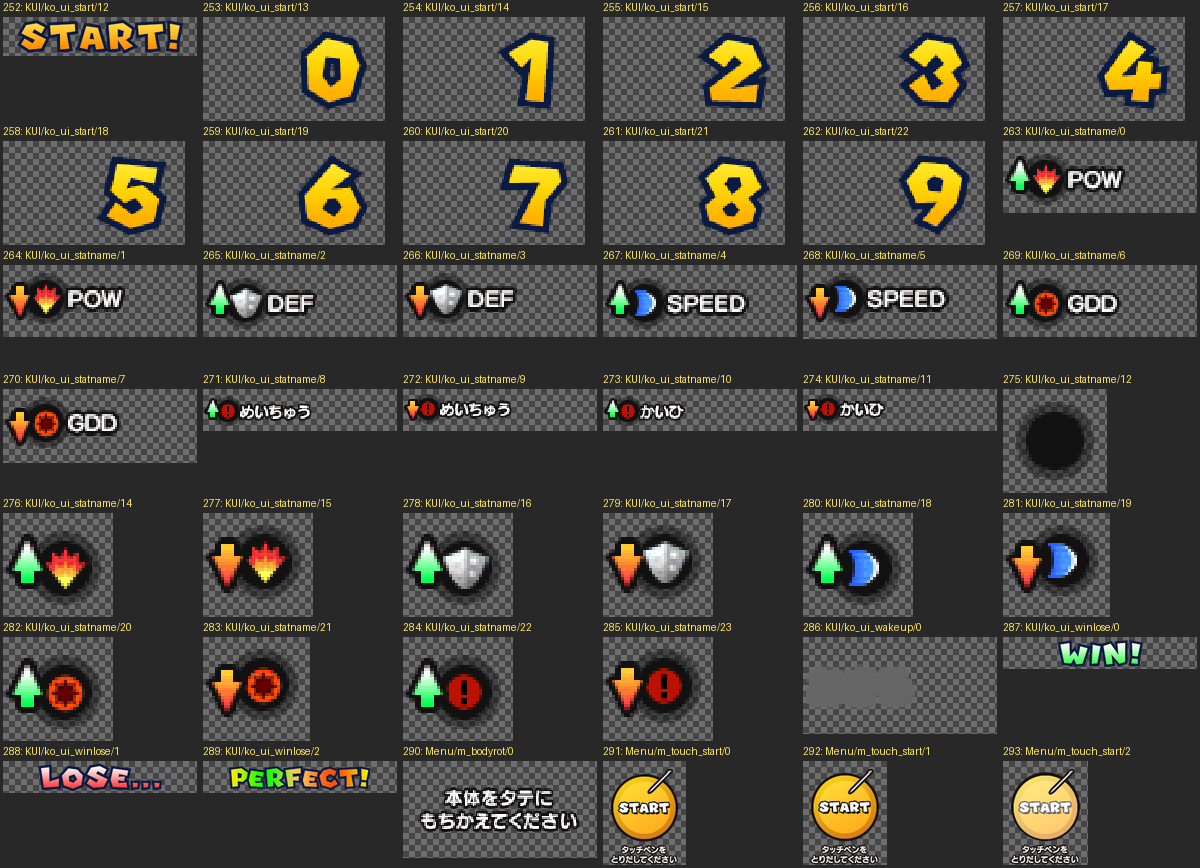 252: KUI/ko_ui_start/12
253: KUI/ko_ui_start/13
254: KUI/ko_ui_start/14
255: KUI/ko_ui_start/15
256: KUI/ko_ui_start/16
257: KUI/ko_ui_start/17
START!
0
1
2
3
4
258: KUI/ko_ui_start/18
259: KUI/ko_ui_start/19
260: KUI/ko_ui_start/20
261: KUI/ko_ui_start/21
262: KUI/ko_ui_start/22
263: KUI/ko_ui_statname/0
5
6
7
8
9
POW
264: KUI/ko_ui_statname/1
265: KUI/ko_ui_statname/2
266: KUI/ko_ui_statname/3
267: KUI/ko_ui_statname/4
268: KUI/ko_ui_statname/5
269: KUI/ko_ui_statname/6
POW
DEF
DEF
SPEED
SPEED
GDD
270: KUI/ko_ui_statname/7
271: KUI/ko_ui_statname/8
272: KUI/ko_ui_statname/9
273: KUI/ko_ui_statname/10
274: KUI/ko_ui_statname/11
275: KUI/ko_ui_statname/12
GDD
! めいちゅう
! めいちゅう
! かいひ
! かいひ
276: KUI/ko_ui_statname/14
277: KUI/ko_ui_statname/15
278: KUI/ko_ui_statname/16
279: KUI/ko_ui_statname/17
280: KUI/ko_ui_statname/18
281: KUI/ko_ui_statname/19
282: KUI/ko_ui_statname/20
283: KUI/ko_ui_statname/21
284: KUI/ko_ui_statname/22
285: KUI/ko_ui_statname/23
286: KUI/ko_ui_wakeup/0
287: KUI/ko_ui_winlose/0
!
!
WIN!
288: KUI/ko_ui_winlose/1
289: KUI/ko_ui_winlose/2
290: Menu/m_bodyrot/0
291: Menu/m_touch_start/0
292: Menu/m_touch_start/1
293: Menu/m_touch_start/2
LOSE...
PERFECT!
本体をタテに
もちかえてください
START
タッチペンを
とりだしてください
START
タッチペンを
とりだしてください
START
タッチペンを
とりだしてください